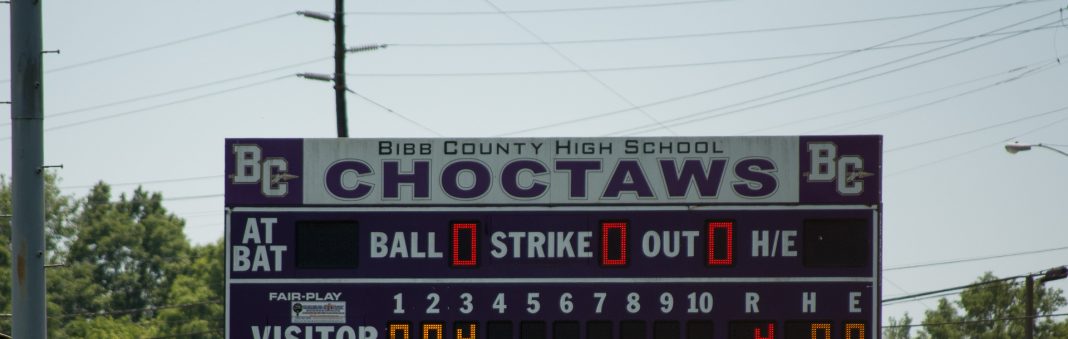 BIBB COUNTY HIGH SCHOOL
BC CHOCTAWS BC
AT BAT BALL 0 STRIKE 0 OUT 0 H/E
FAIR-PLAY 1 2 3 4 5 6 7 8 9 10 R H E
VISITOR